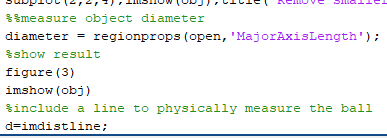 subplot(2,2,4);imshow(obj);title('Remove smaller
%%measure object diameter
diameter = regionprops(open,'MajorAxisLength');
%show result
figure(3)
imshow(obj)
%include a line to physically measure the ball
d=imdistline;